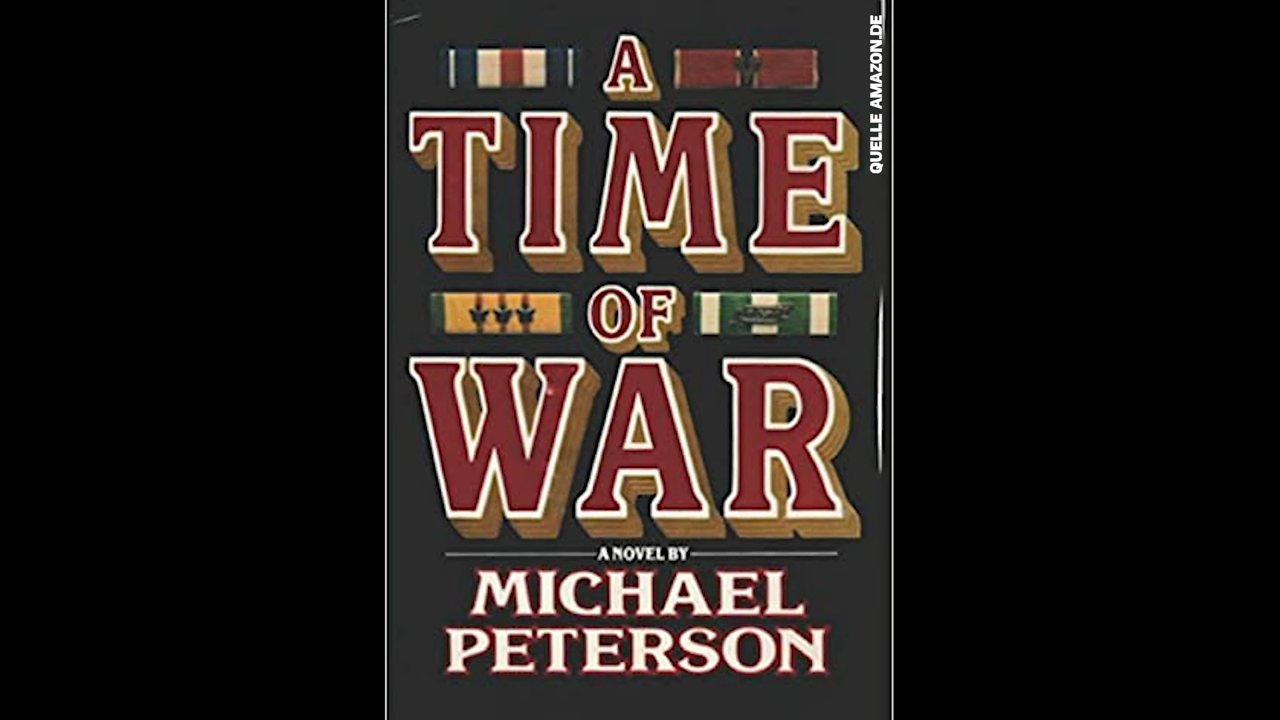 A
TIME
OF
WAR
A NOVEL BY
MICHAEL
PETERSON
QUELLE AMAZON.DE